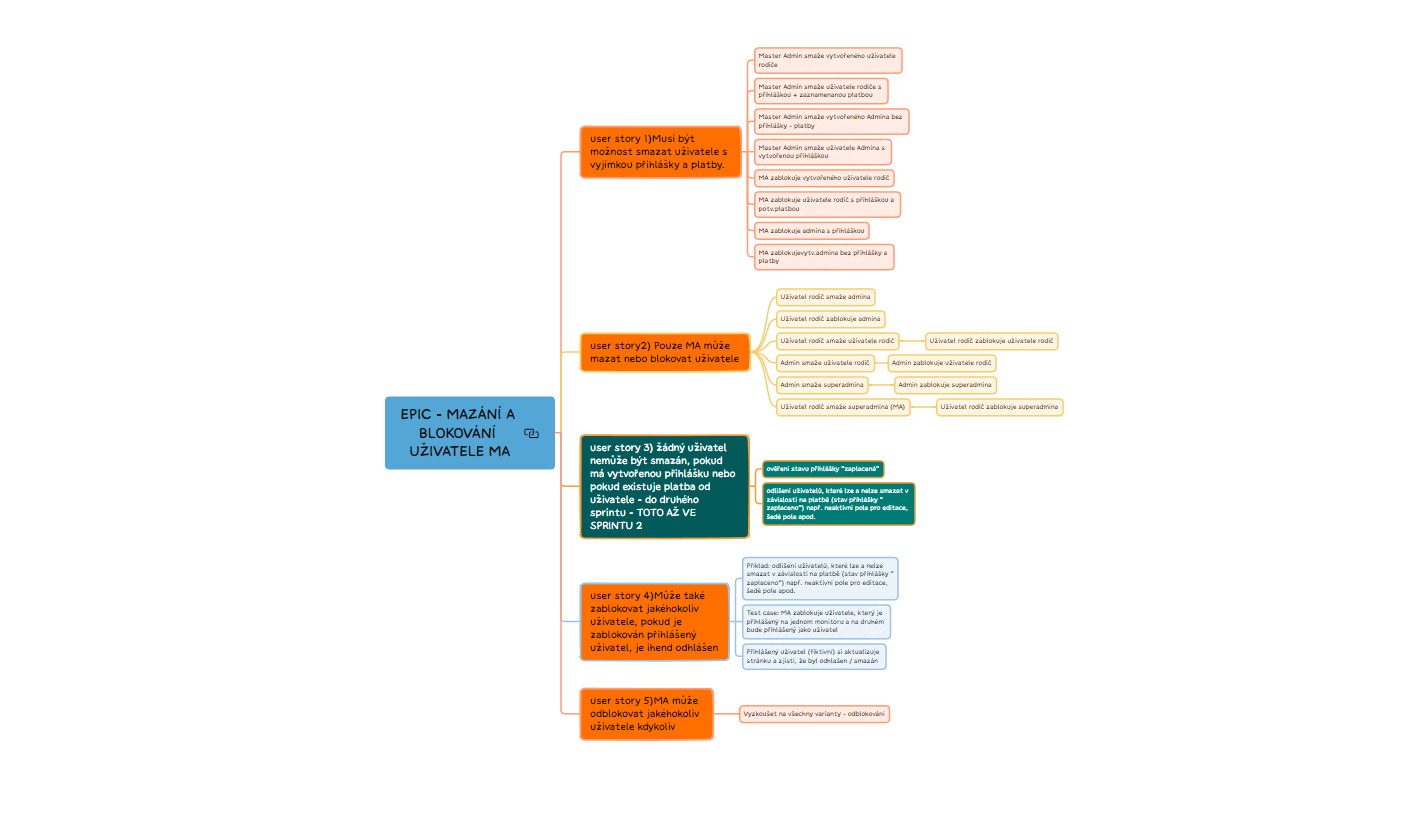 EPIC - MAZÁNÍ A
BLOKOVÁNÍ
UŽIVATELE MA
user story 1)Musí být
možnost smazat uživatele s
vyjímkou přihlášky a platby.
Master Admin smaže vytvořeného uživatele
rodiče
Master Admin smaže uživatele rodiče s
přihláškou + zaznamenanou platbou
Master Admin smaže vytvořeného Admina bez
přihlášky - platby
Master Admin smaže uživatele Admina s
vytvořenou přihláškou
MA zablokuje vytvořeného uživatele rodič
MA zablokuje uživatele rodič s přihláškou a
potv.platbou
MA zablokuje admina s přihláškou
MA zablokujevytv.admina bez přihlášky a
platby
user story2) Pouze MA může
mazat nebo blokovat uživatele
Uživatel rodič smaže admina
Uživatel rodič zablokuje admina
Uživatel rodič smaže uživatele rodič
Uživatel rodič zablokuje uživatele rodič
Admin smaže uživatele rodič
Admin zablokuje uživatele rodič
Admin smaže superadmina
Admin zablokuje superadmina
Uživatel rodič smaže superadmina (MA)
Uživatel rodič zablokuje superadmina
user story 3) žádný uživatel
nemůže být smazán, pokud
má vytvořenou přihlášku nebo
pokud existuje platba od
uživatele - do druhého
sprintu - TOTO AŽ VE
SPRINTU 2
ověření stavu přihlášky "zaplacená"
odlišení uživatelů, které lze a nelze smazat v
závislosti na platbě (stav přihlášky "
zaplaceno") např. neaktivní pole pro editace,
šedé pole apod.
user story 4)Může také
zablokovat jakéhokoliv
uživatele, pokud je
zablokován přihlášený
uživatel, je ihend odhlášen
Příklad: odlišení uživatelů, které lze a nelze
smazat v závislosti na platbě (stav přihlášky "
zaplaceno") např. neaktivní pole pro editace,
šedé pole apod.
Test case: MA zablokuje uživatele, který je
přihlášený na jednom monitoru a na druhém
bude přihlášený jako uživatel
Přihlášený uživatel (fiktivní) si aktualizuje
stránku a zjistí, že byl odhlašen / smazán
user story 5)MA může
odblokovat jakéhokoliv
uživatele kdykoliv
Vyzkoušet na všechny varianty - odblokování